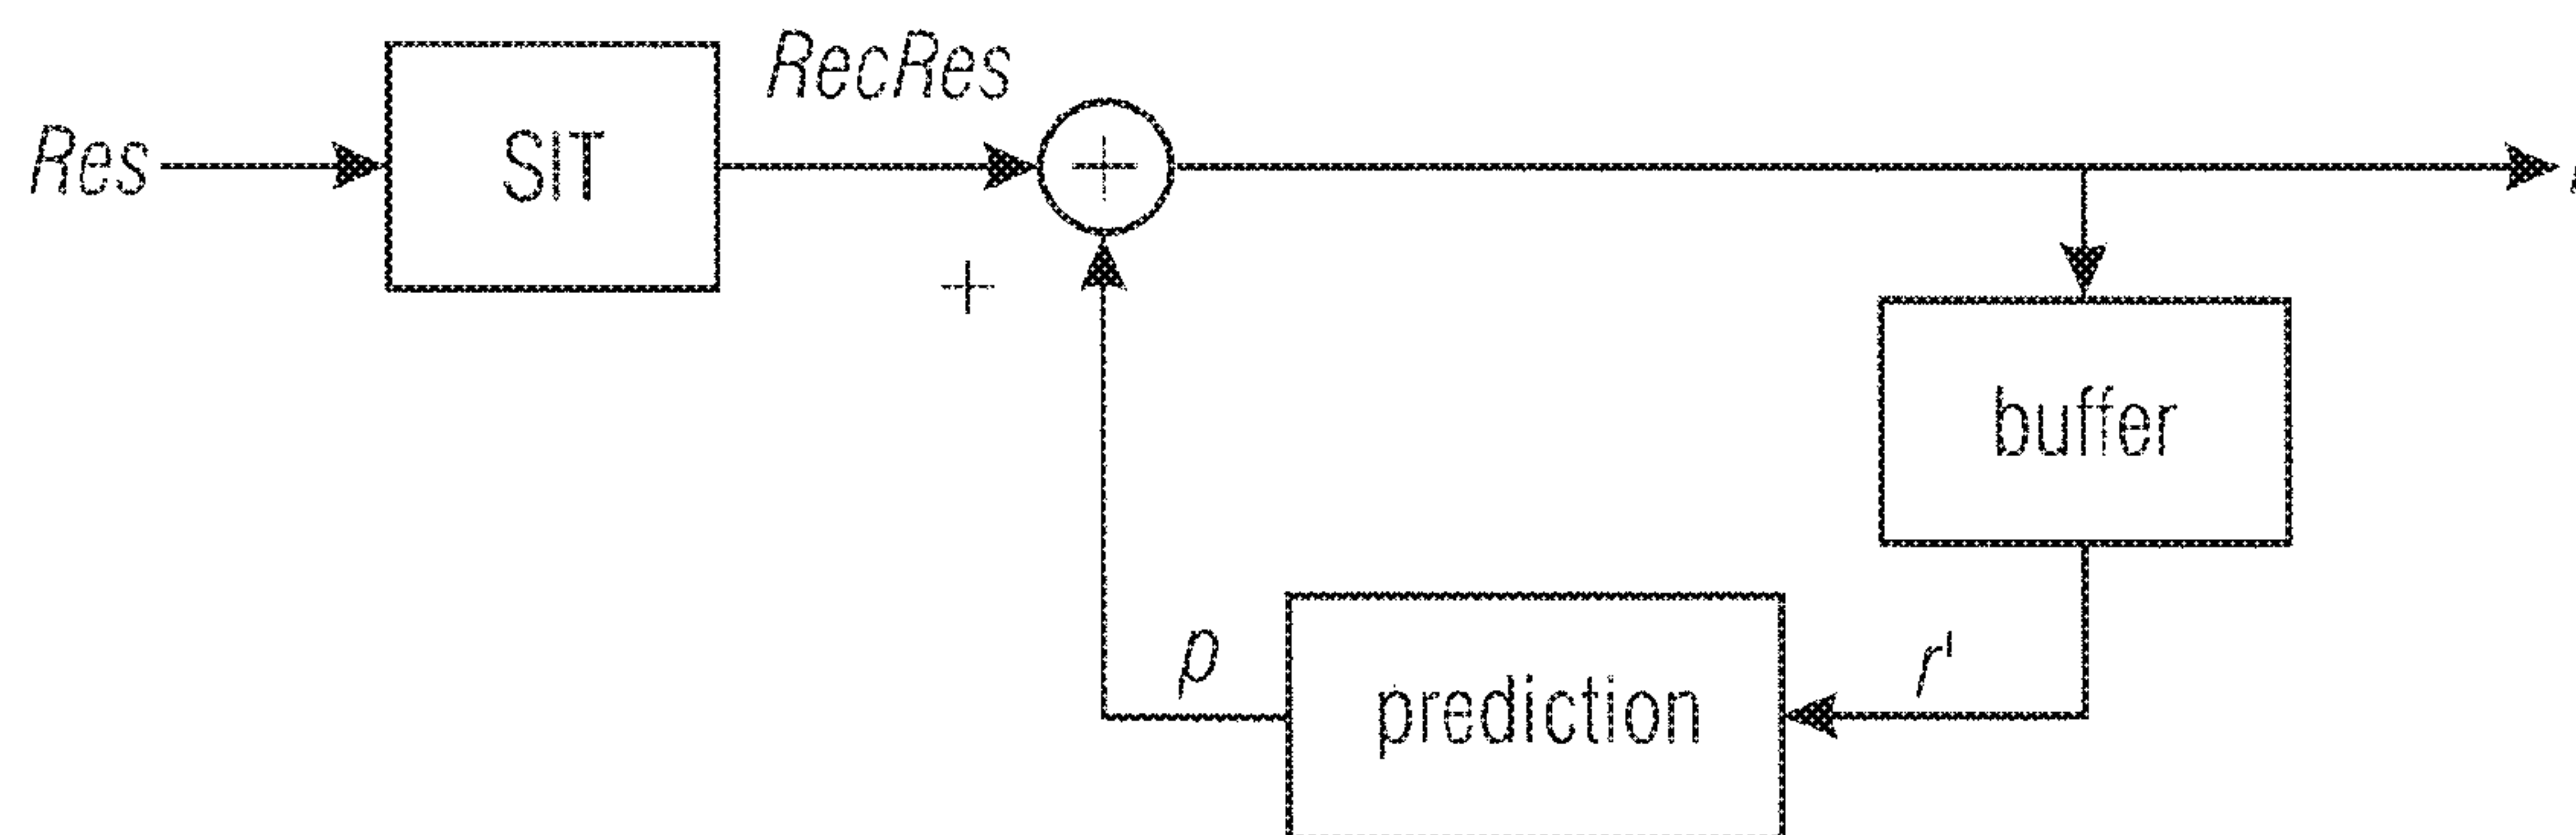 RecRes
Res
SIT
+
+
buffer
p
r'
prediction